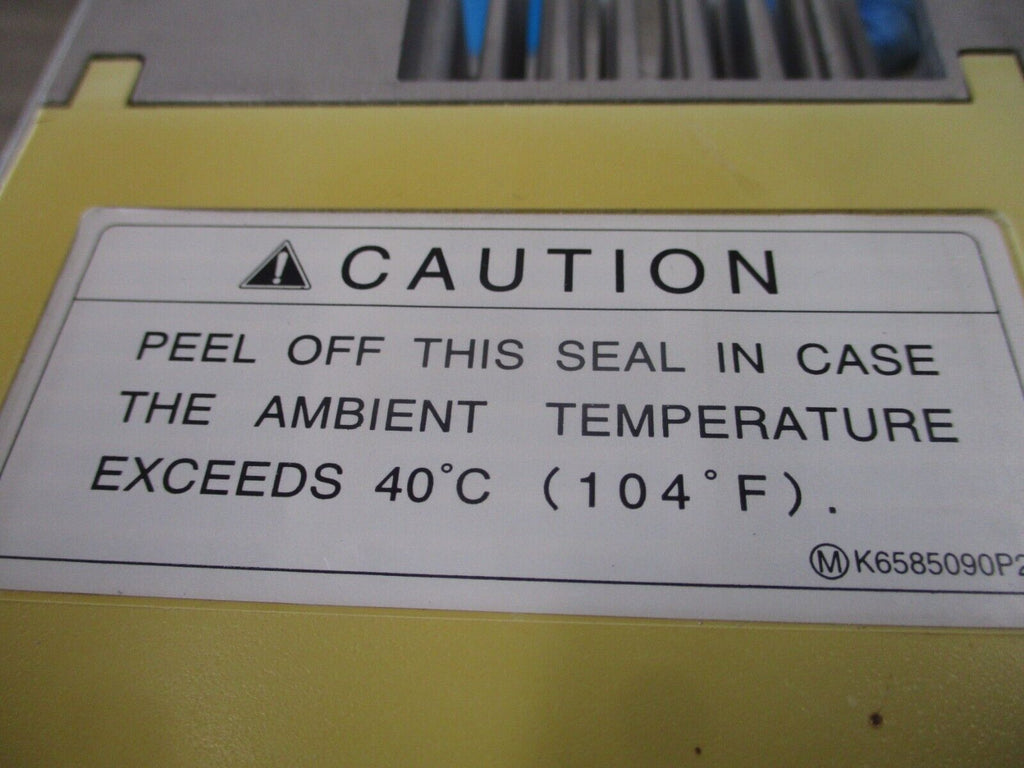 CAUTION
PEEL OFF THIS SEAL IN CASE
THE AMBIENT TEMPERATURE
EXCEEDS 40°C (104°F).
Ⓜ K6585090P2